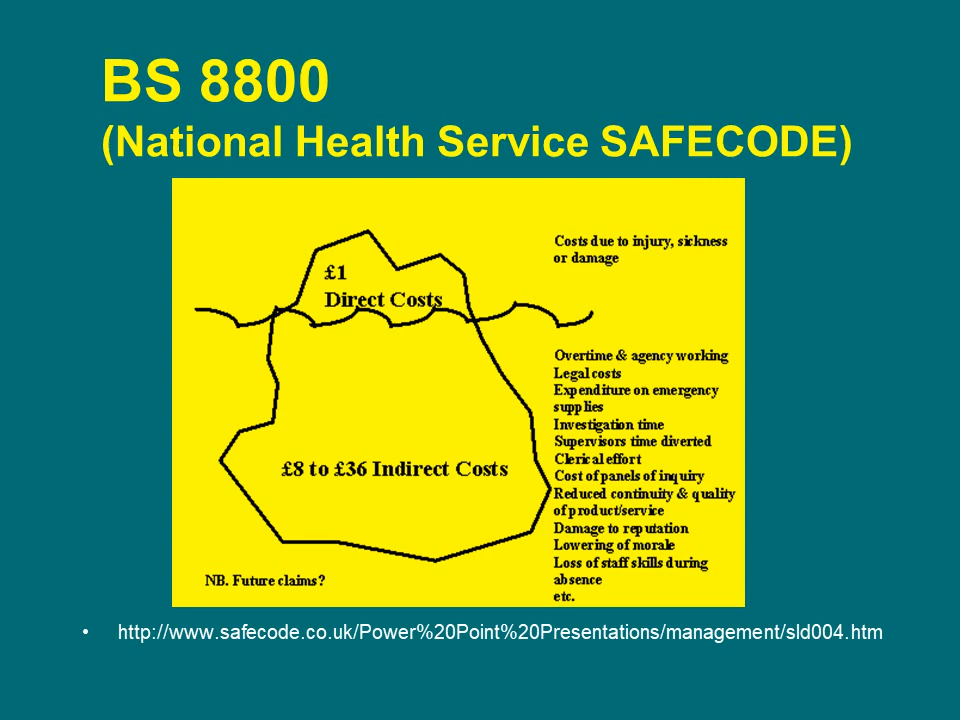 BS 8800
(National Health Service SAFECODE)
Costs due to injury, sickness
or damage
£1
Direct Costs
Overtime & agency working
Legal costs
Expenditure on emergency
supplies
Investigation time
Supervisors time diverted
Clerical effort
Cost of panels of inquiry
Reduced continuity & quality
of product/service
Damage to reputation
Lowering of morale
Loss of staff skills during
absence
etc.
£8 to £36 Indirect Costs
NB. Future claims?
• http://www.safecode.co.uk/Power%20Point%20Presentations/management/sld004.htm